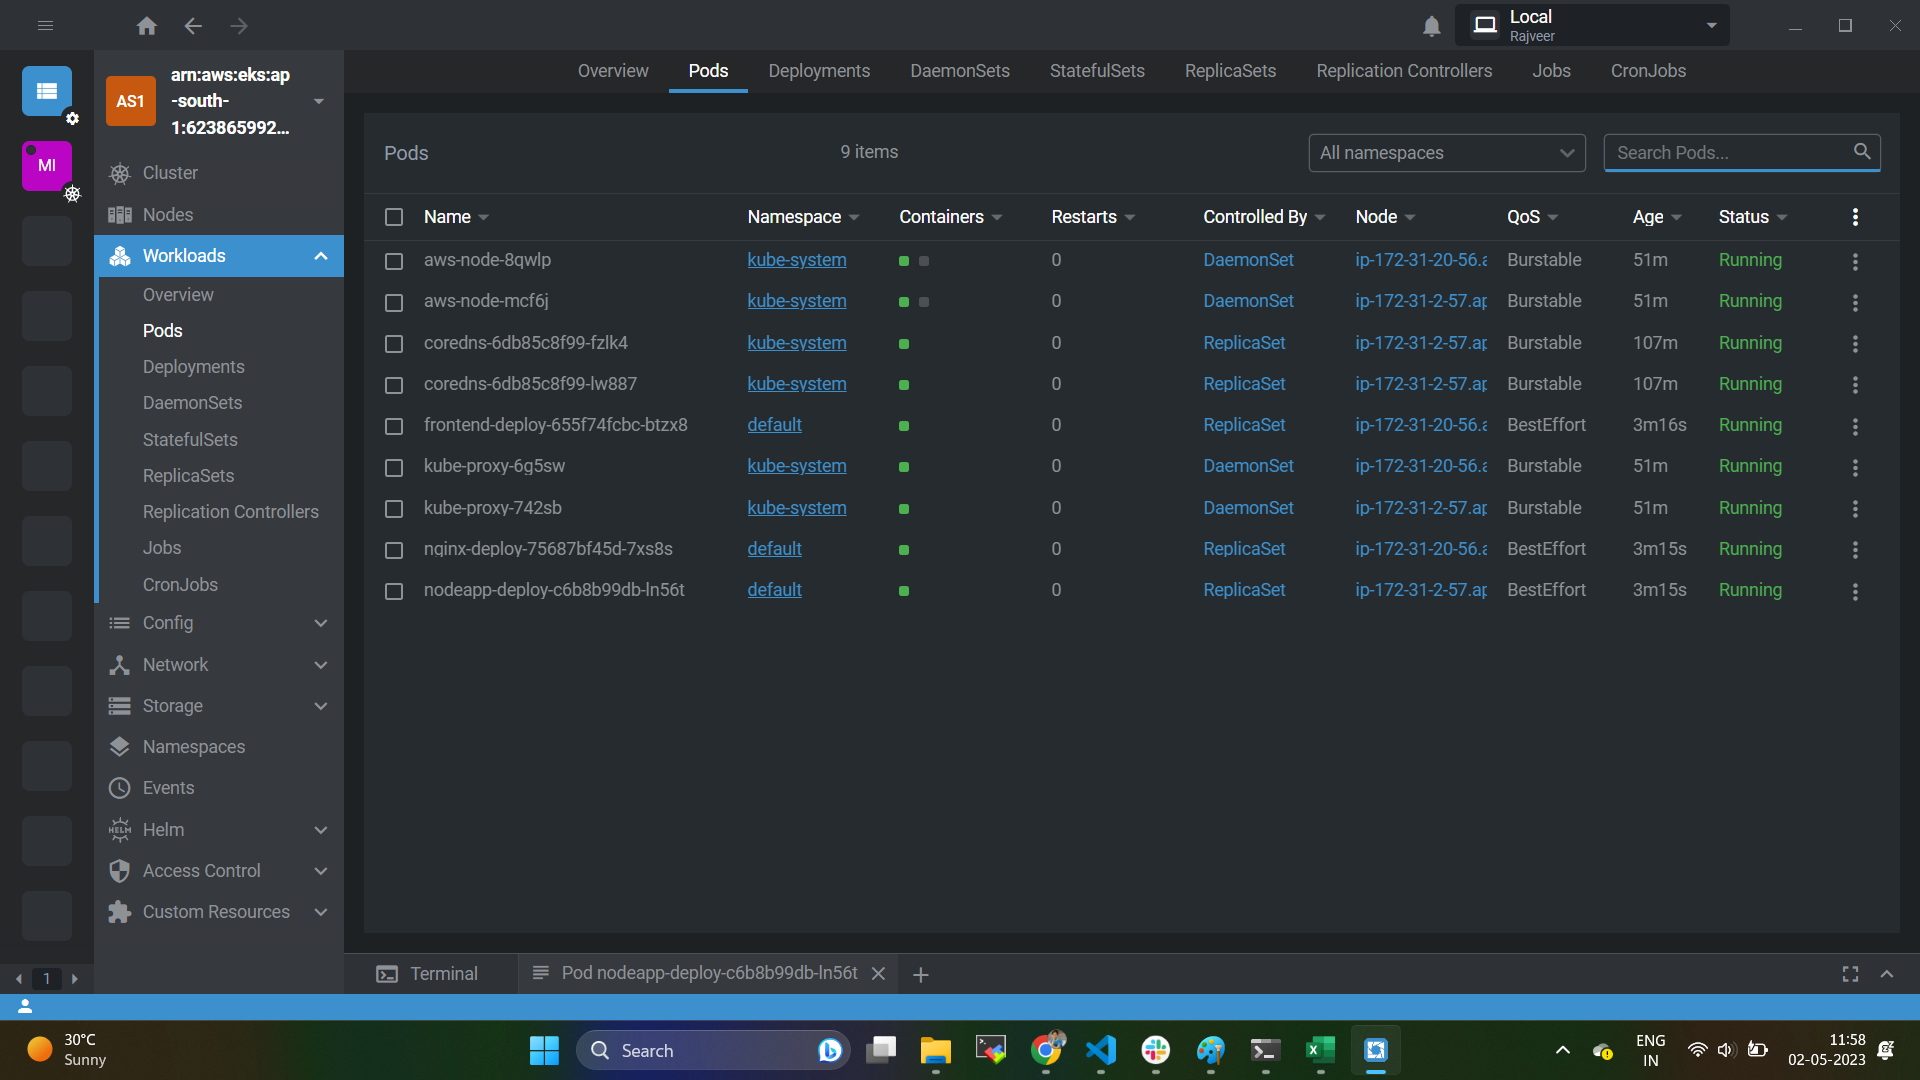 Local
Rajveer
AS1
arn:aws:eks:ap
-south-
1:623865992...
MI
Cluster
Nodes
Workloads
Overview
Pods
Deployments
DaemonSets
StatefulSets
ReplicaSets
Replication Controllers
Jobs
CronJobs
Config
Network
Storage
Namespaces
Events
HELM
Helm
Access Control
Custom Resources
1
Overview Pods Deployments DaemonSets StatefulSets ReplicaSets Replication Controllers Jobs CronJobs
Pods 9 items All namespaces Search Pods...
Name Namespace Containers Restarts Controlled By Node QoS Age Status
aws-node-8qwlp kube-system 0 DaemonSet ip-172-31-20-56.a Burstable 51m Running
aws-node-mcf6j kube-system 0 DaemonSet ip-172-31-2-57.ap Burstable 51m Running
coredns-6db85c8f99-fzlk4 kube-system 0 ReplicaSet ip-172-31-2-57.ap Burstable 107m Running
coredns-6db85c8f99-lw887 kube-system 0 ReplicaSet ip-172-31-2-57.ap Burstable 107m Running
frontend-deploy-655f74fcbc-btzx8 default 0 ReplicaSet ip-172-31-20-56.a BestEffort 3m16s Running
kube-proxy-6g5sw kube-system 0 DaemonSet ip-172-31-20-56.a Burstable 51m Running
kube-proxy-742sb kube-system 0 DaemonSet ip-172-31-2-57.ap Burstable 51m Running
nginx-deploy-75687bf45d-7xs8s default 0 ReplicaSet ip-172-31-20-56.a BestEffort 3m15s Running
nodeapp-deploy-c6b8b99db-ln56t default 0 ReplicaSet ip-172-31-2-57.ap BestEffort 3m15s Running
Terminal Pod nodeapp-deploy-c6b8b99db-ln56t
30°C
Sunny
Search
ENG
IN
11:58
02-05-2023